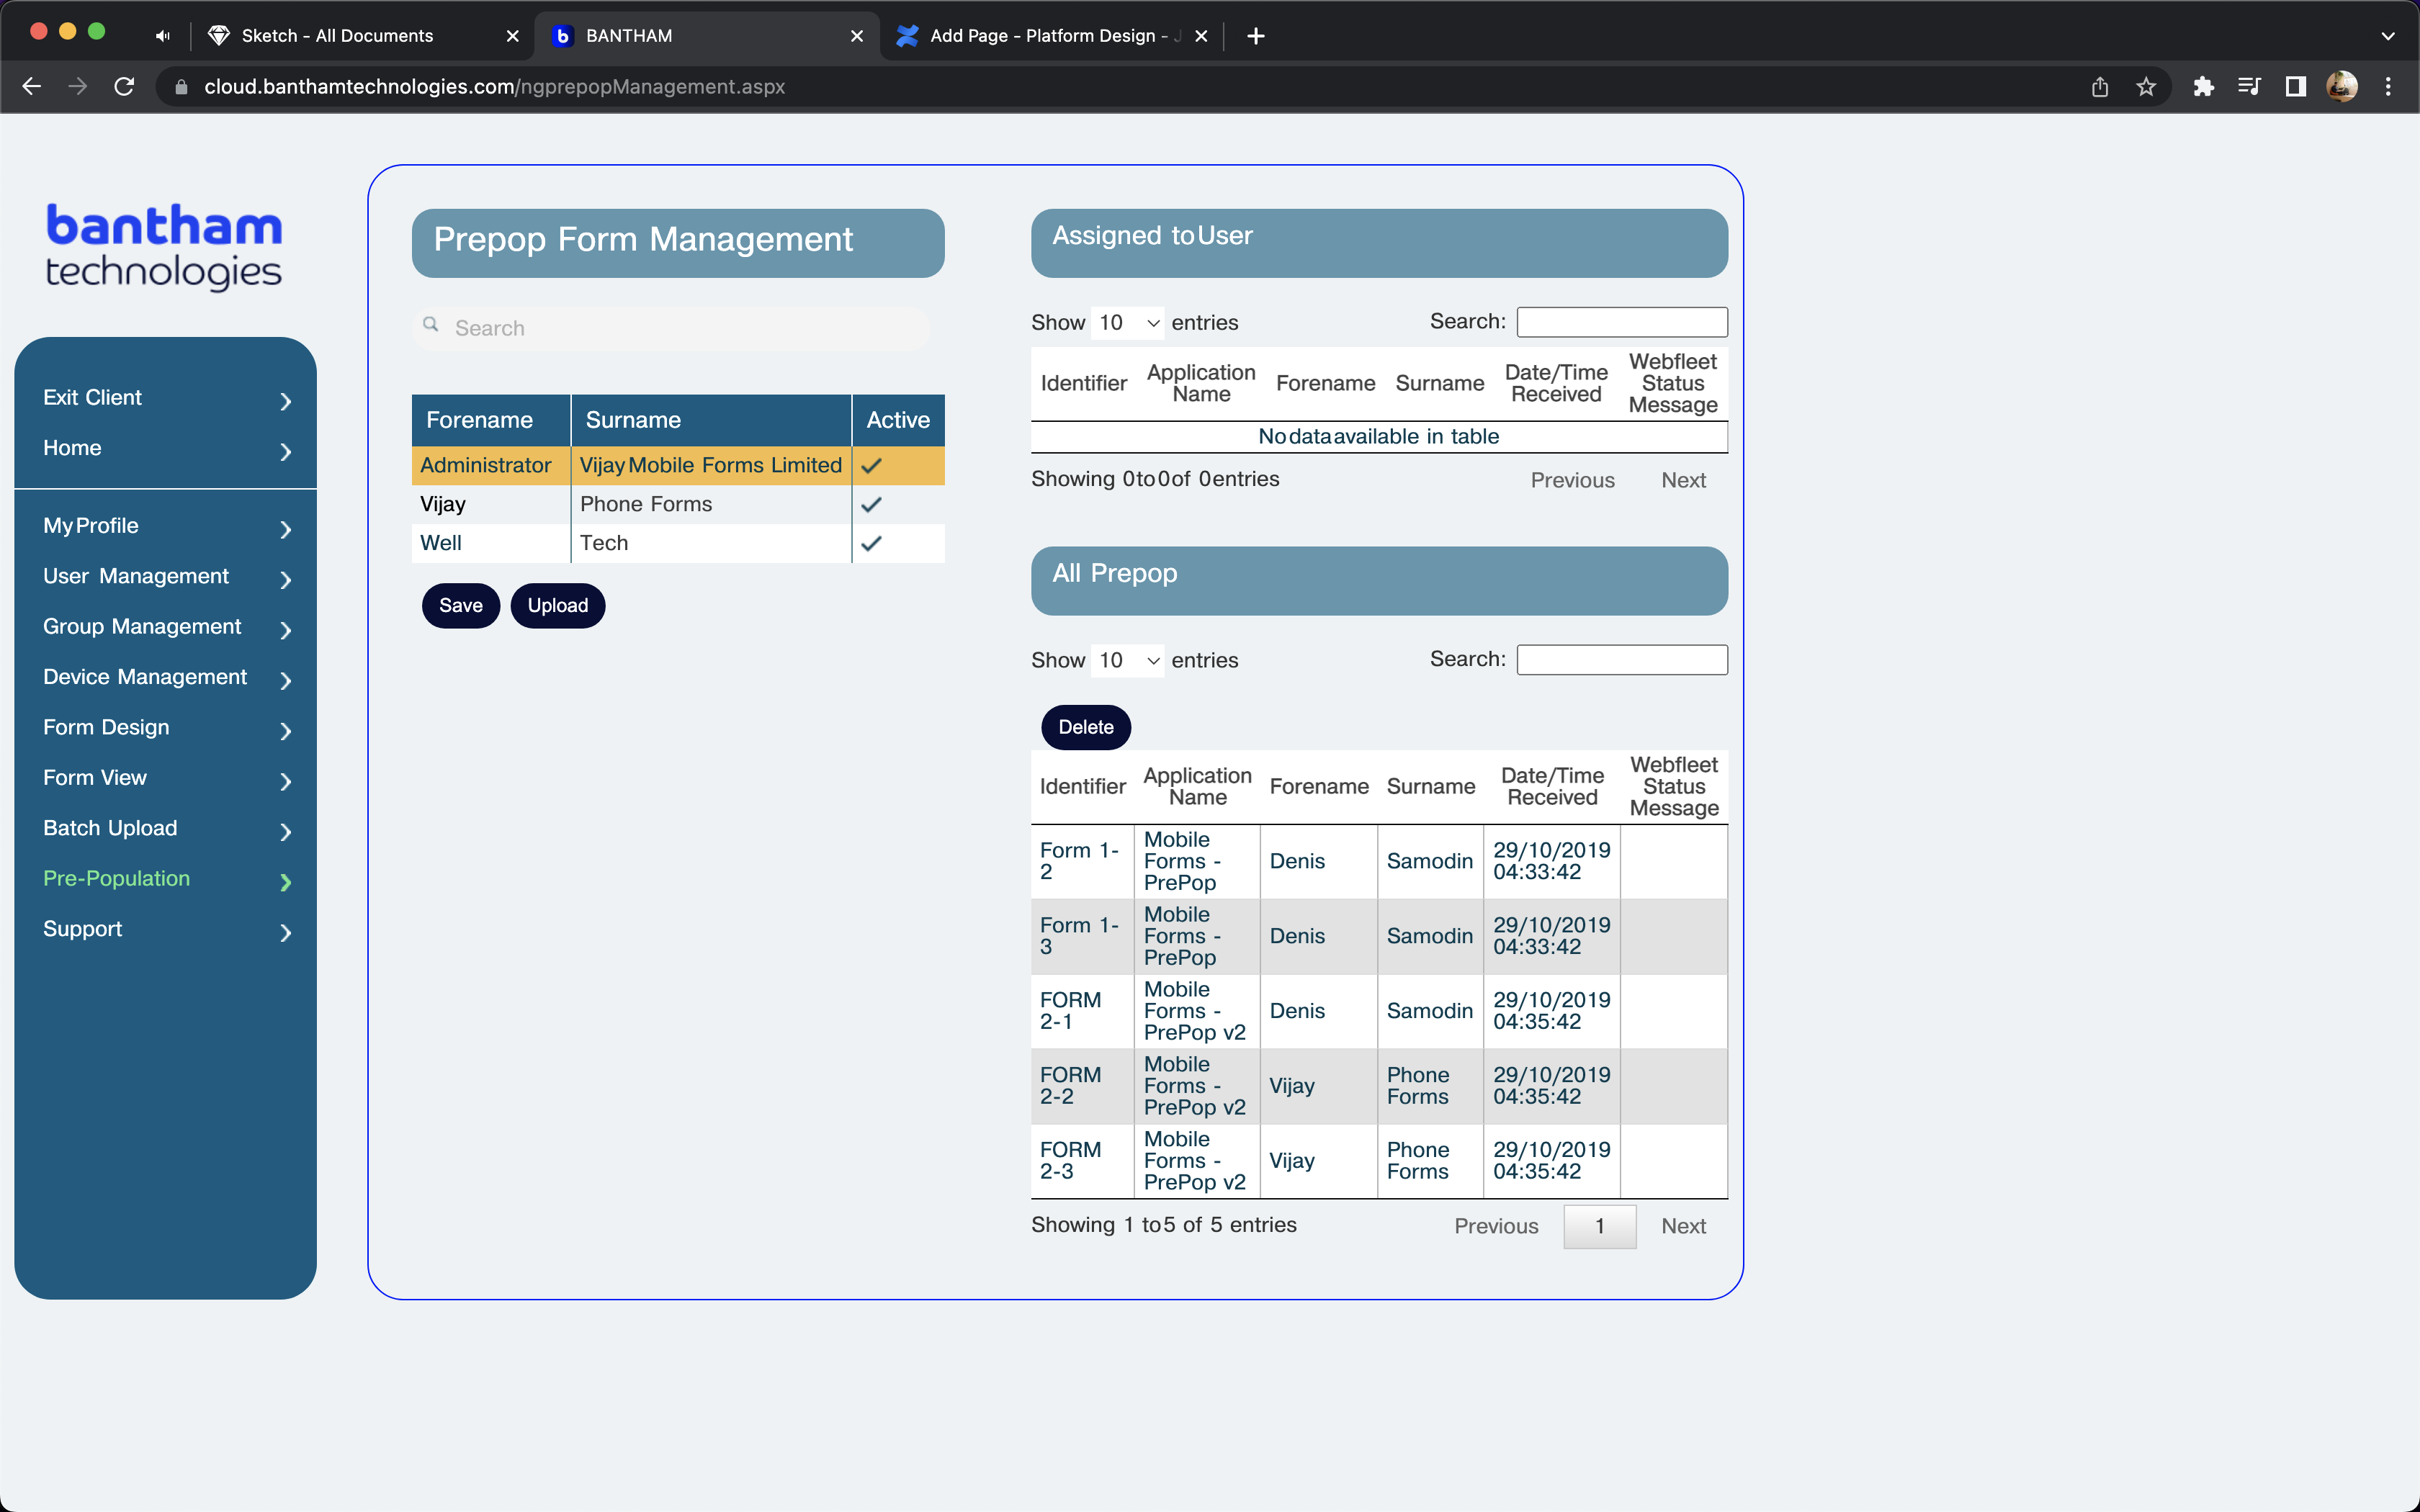 Sketch - All Documents
BANTHAM
Add Page - Platform Design -
cloud.banthamtechnologies.com/ngprepopManagement.aspx
bantham
technologies
Exit Client
Home
My Profile
User Management
Group Management
Device Management
Form Design
Form View
Batch Upload
Pre-Population
Support
Prepop Form Management
Search
Forename Surname Active
Administrator Vijay Mobile Forms Limited
Vijay Phone Forms
Well Tech
Save Upload
Assigned to User
Show 10 entries Search:
Identifier Application Name Forename Surname Date/Time Received Webfleet Status Message
No data available in table
Showing 0 to 0 of 0 entries Previous Next
All Prepop
Show 10 entries Search:
Delete
Identifier Application Name Forename Surname Date/Time Received Webfleet Status Message
Form 1-2 Mobile Forms - PrePop Denis Samodin 29/10/2019 04:33:42
Form 1-3 Mobile Forms - PrePop Denis Samodin 29/10/2019 04:33:42
FORM 2-1 Mobile Forms - PrePop v2 Denis Samodin 29/10/2019 04:35:42
FORM 2-2 Mobile Forms - PrePop v2 Vijay Phone Forms 29/10/2019 04:35:42
FORM 2-3 Mobile Forms - PrePop v2 Vijay Phone Forms 29/10/2019 04:35:42
Showing 1 to 5 of 5 entries Previous 1 Next